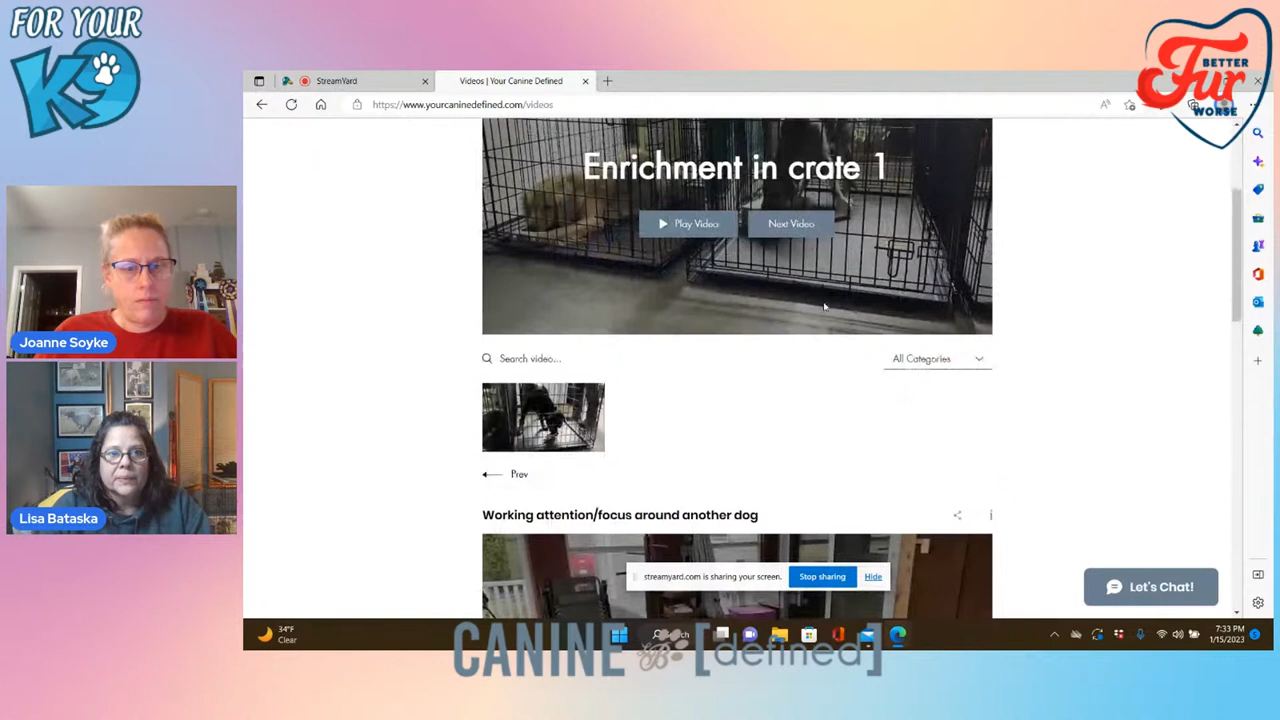 FOR YOUR
K9
BETTER
Fur
WORSE
StreamYard
Videos | Your Canine Defined
https://www.yourcaninedefined.com/videos
Enrichment in crate 1
Play Video
Next Video
Search video...
All Categories
Prev
Working attention/focus around another dog
streamyard.com is sharing your screen.
Stop sharing
Hide
Let's Chat!
Joanne Soyke
Lisa Bataska
34°F
Clear
7:33 PM
1/15/2023
CANINE [defined]